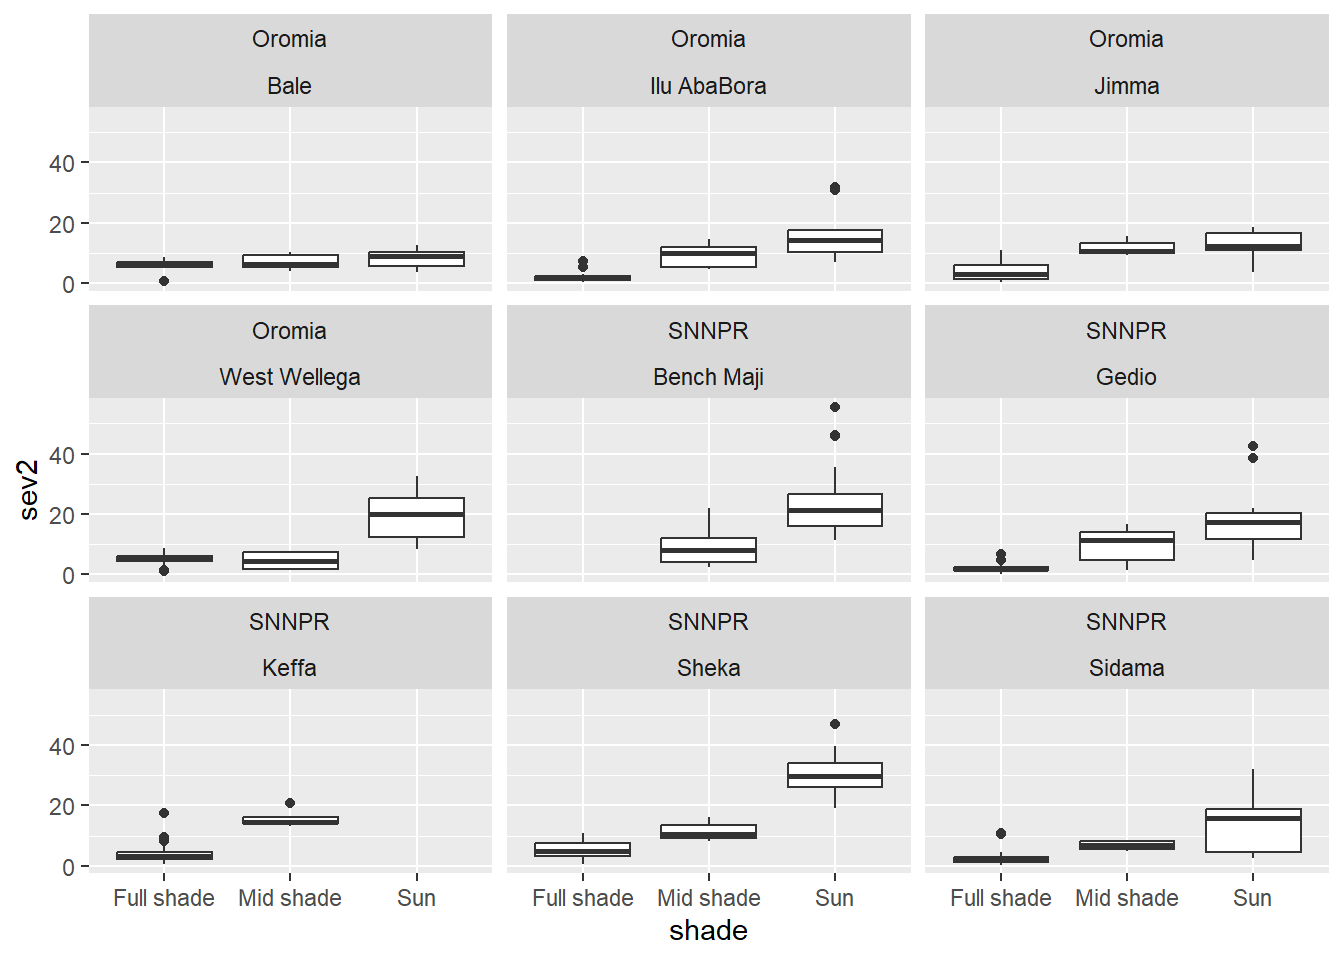 Oromia
Bale
Oromia
Ilu AbaBora
Oromia
Jimma
40
20
0
Oromia
West Wellega
SNNPR
Bench Maji
SNNPR
Gedio
sev2
40
20
0
SNNPR
Keffa
SNNPR
Sheka
SNNPR
Sidama
40
20
0
Full shade Mid shade Sun
Full shade Mid shade Sun
Full shade Mid shade Sun
shade